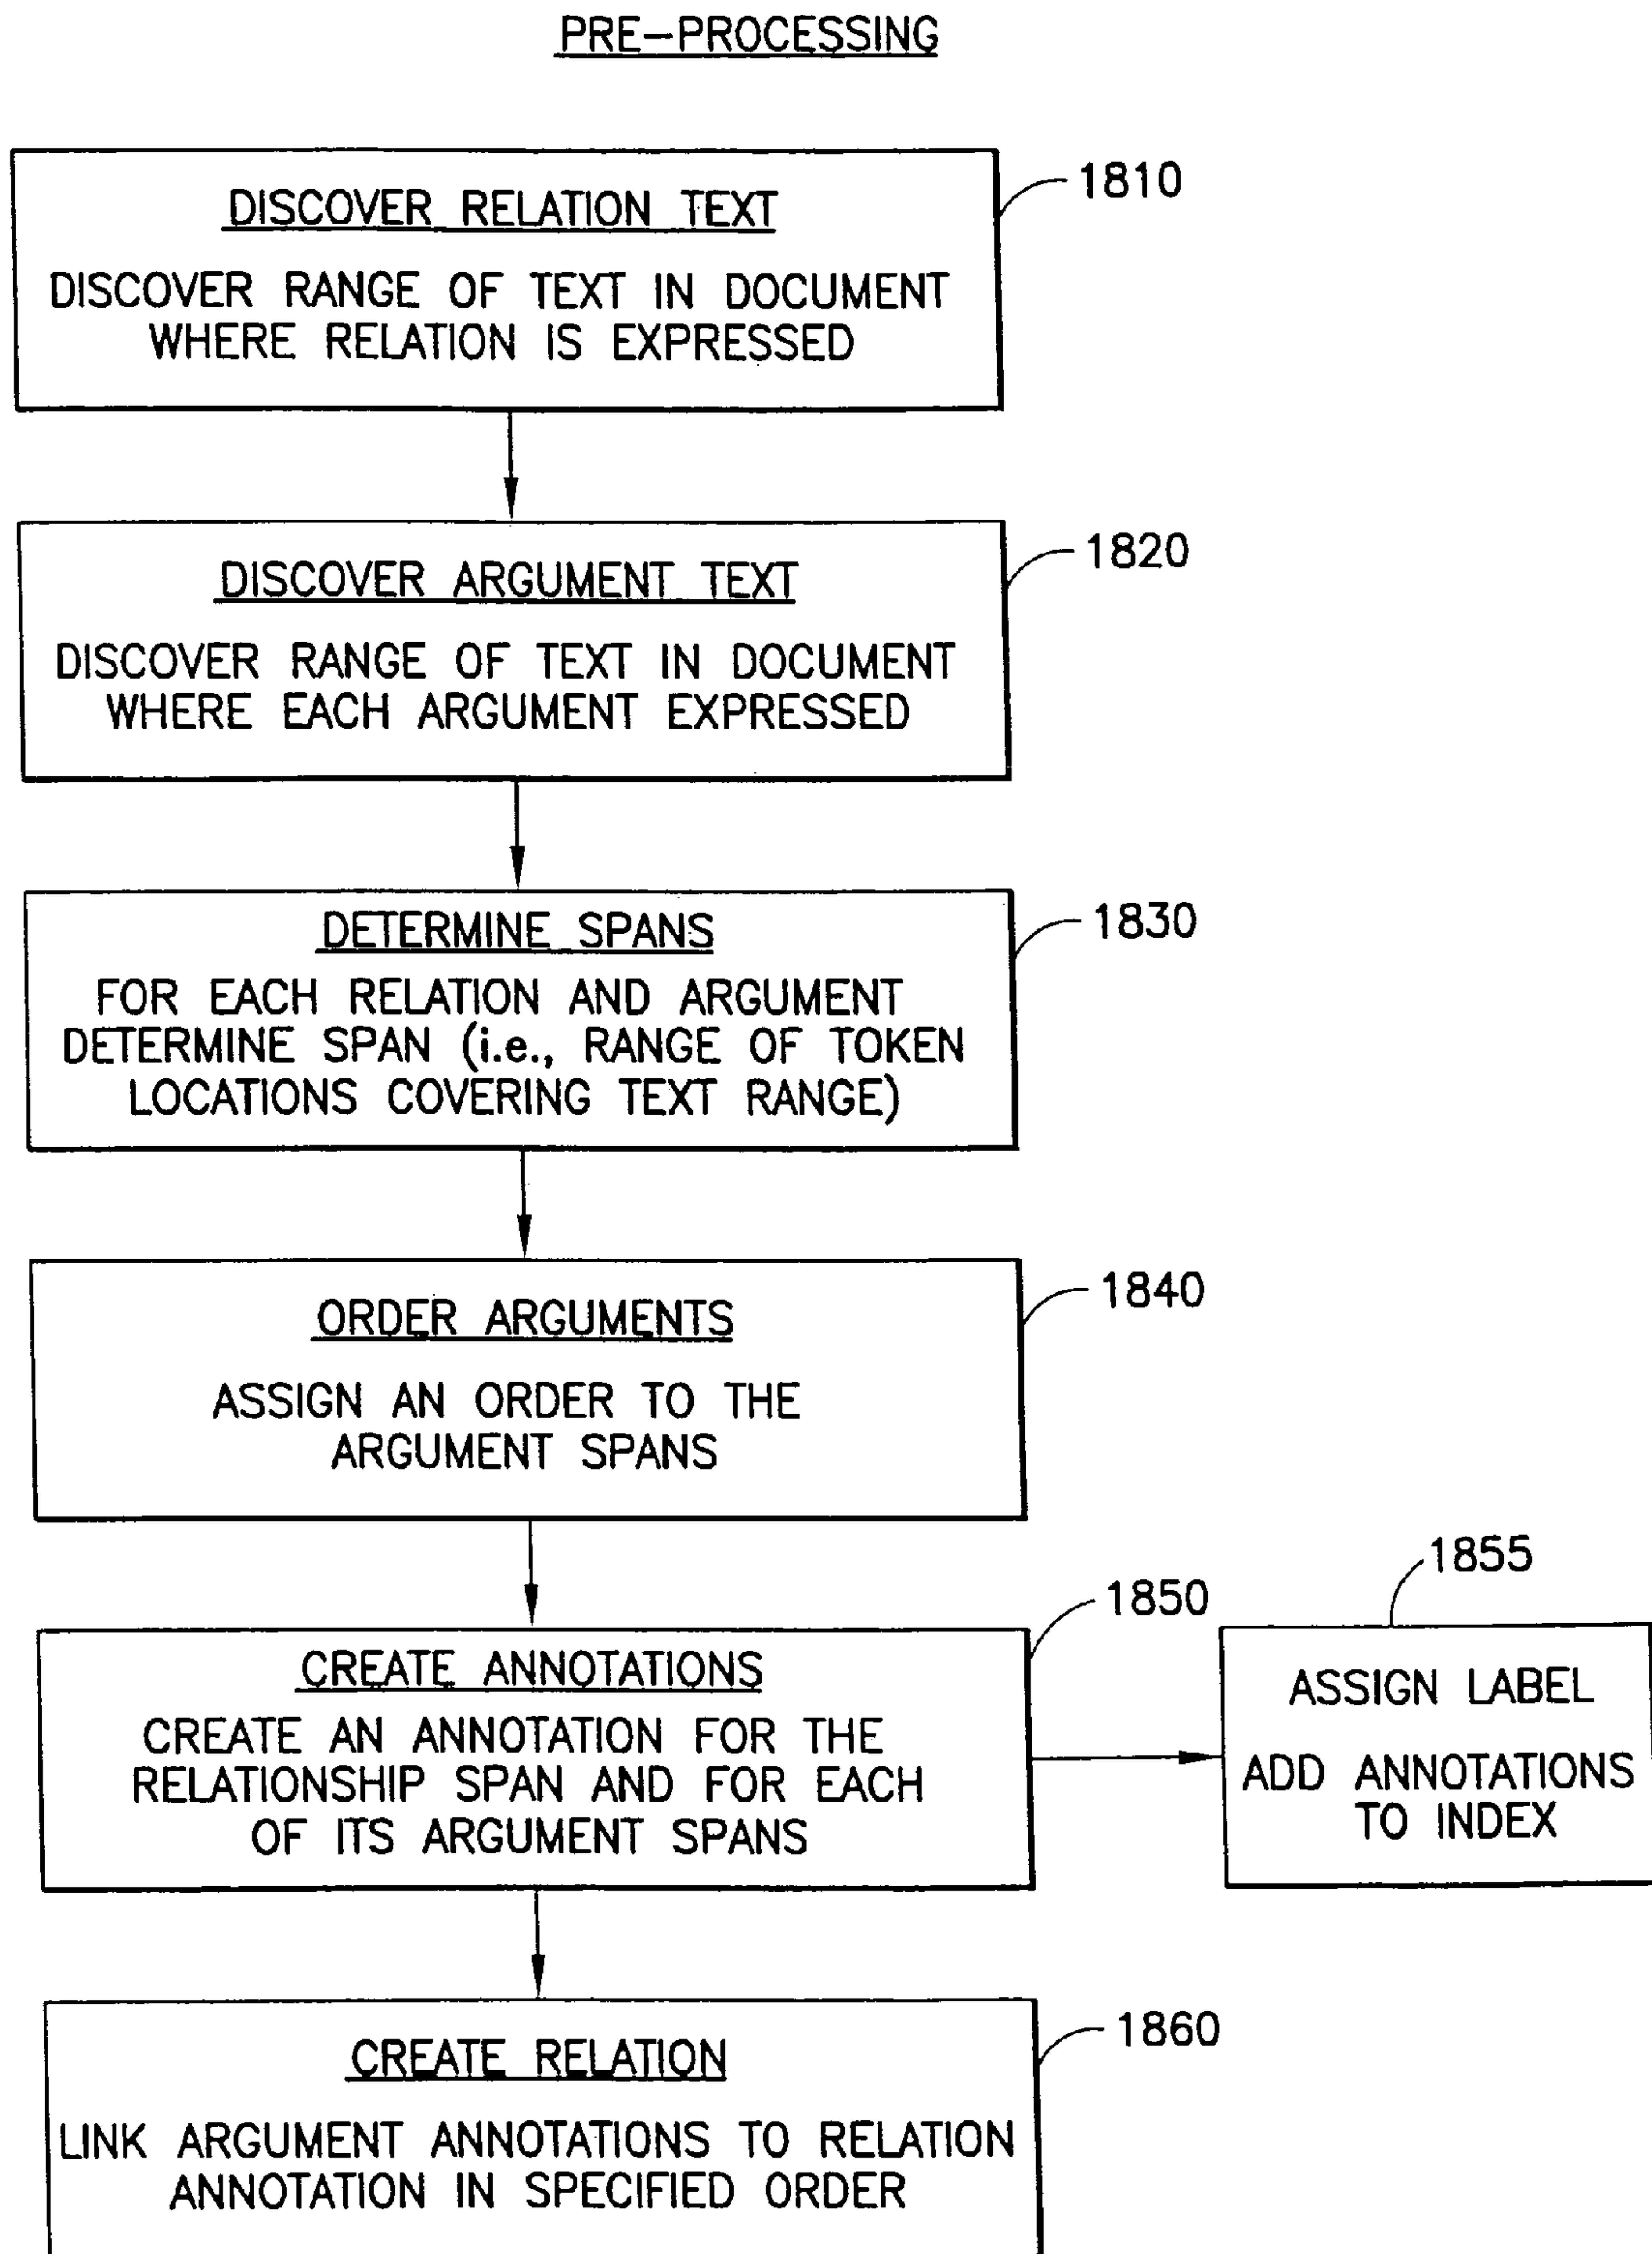 PRE-PROCESSING
1810
DISCOVER RELATION TEXT
DISCOVER RANGE OF TEXT IN DOCUMENT
WHERE RELATION IS EXPRESSED
1820
DISCOVER ARGUMENT TEXT
DISCOVER RANGE OF TEXT IN DOCUMENT
WHERE EACH ARGUMENT EXPRESSED
1830
DETERMINE SPANS
FOR EACH RELATION AND ARGUMENT
DETERMINE SPAN (i.e., RANGE OF TOKEN
LOCATIONS COVERING TEXT RANGE)
1840
ORDER ARGUMENTS
ASSIGN AN ORDER TO THE
ARGUMENT SPANS
1850
CREATE ANNOTATIONS
CREATE AN ANNOTATION FOR THE
RELATIONSHIP SPAN AND FOR EACH
OF ITS ARGUMENT SPANS
1855
ASSIGN LABEL
ADD ANNOTATIONS
TO INDEX
1860
CREATE RELATION
LINK ARGUMENT ANNOTATIONS TO RELATION
ANNOTATION IN SPECIFIED ORDER